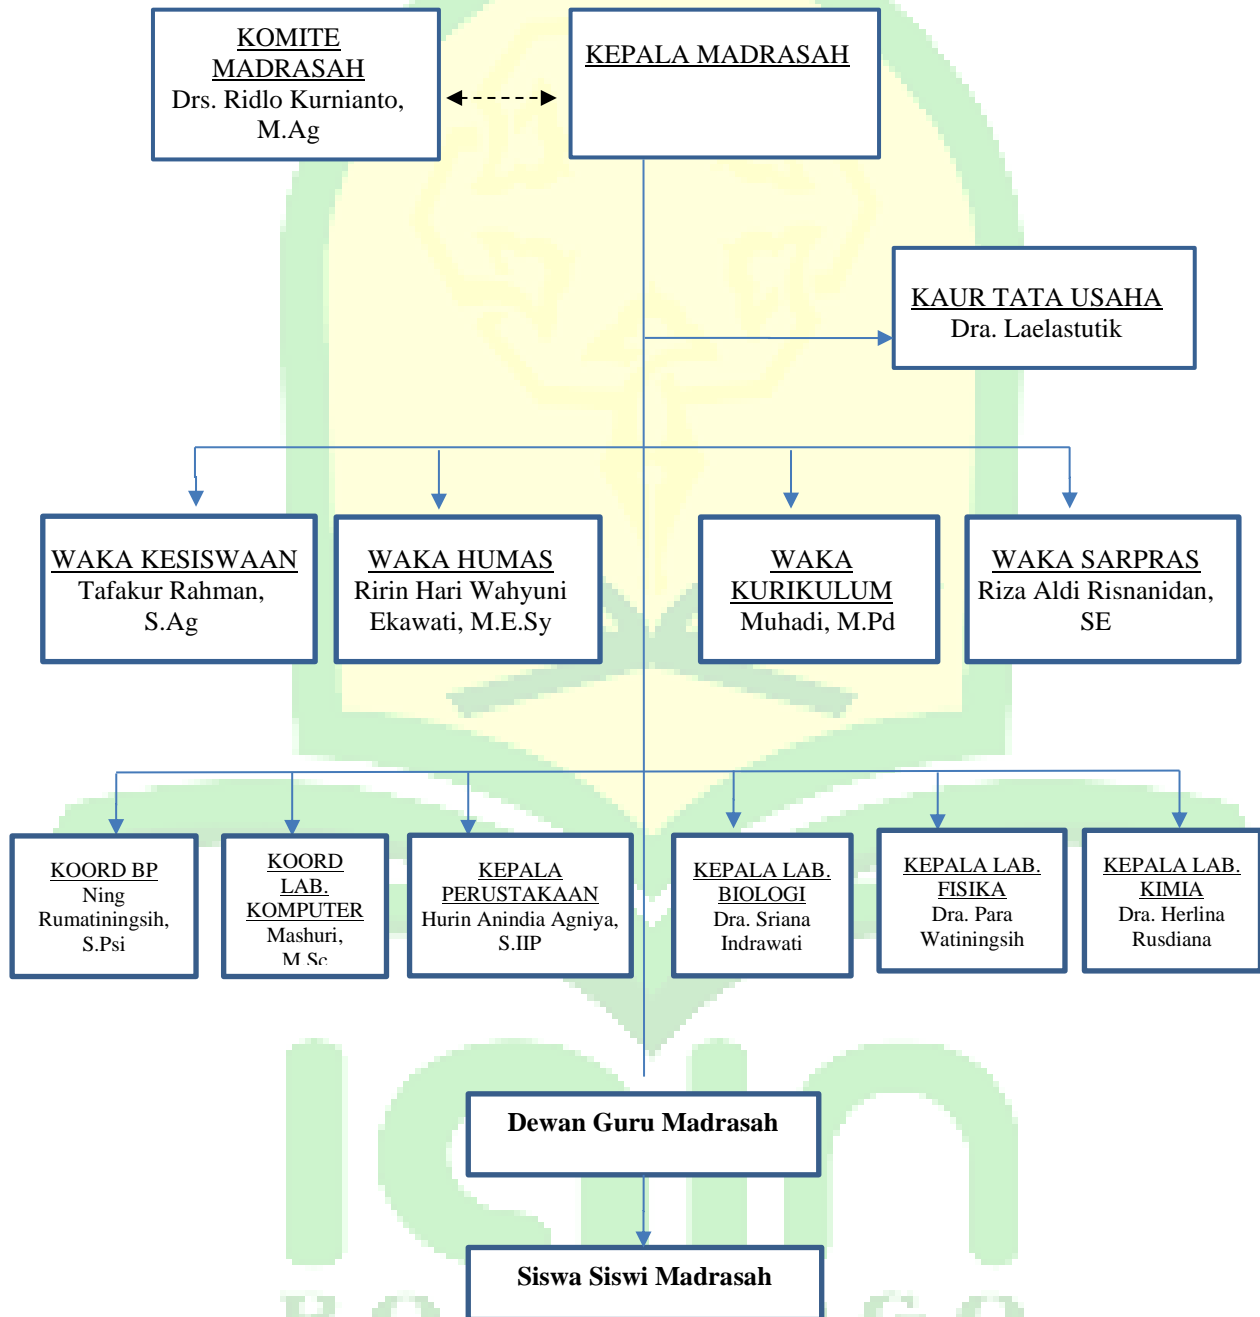 KOMITE
MADRASAH
Drs. Ridlo Kurnianto,
M.Ag
KEPALA MADRASAH
KAUR TATA USAHA
Dra. Laelastutik
WAKA KESISWAAN
Tafakur Rahman,
S.Ag
WAKA HUMAS
Ririn Hari Wahyuni
Ekawati, M.E.Sy
WAKA
KURIKULUM
Muhadi, M.Pd
WAKA SARPRAS
Riza Aldi Risnanidan,
SE
KOORD BP
Ning
Rumatiningsih,
S.Psi
KOORD
LAB.
KOMPUTER
Mashuri,
M.Sc
KEPALA
PERUSTAKAAN
Hurin Anindia Agniya,
S.IIP
KEPALA LAB.
BIOLOGI
Dra. Sriana
Indrawati
KEPALA LAB.
FISIKA
Dra. Para
Watiningsih
KEPALA LAB.
KIMIA
Dra. Herlina
Rusdiana
Dewan Guru Madrasah
Siswa Siswi Madrasah